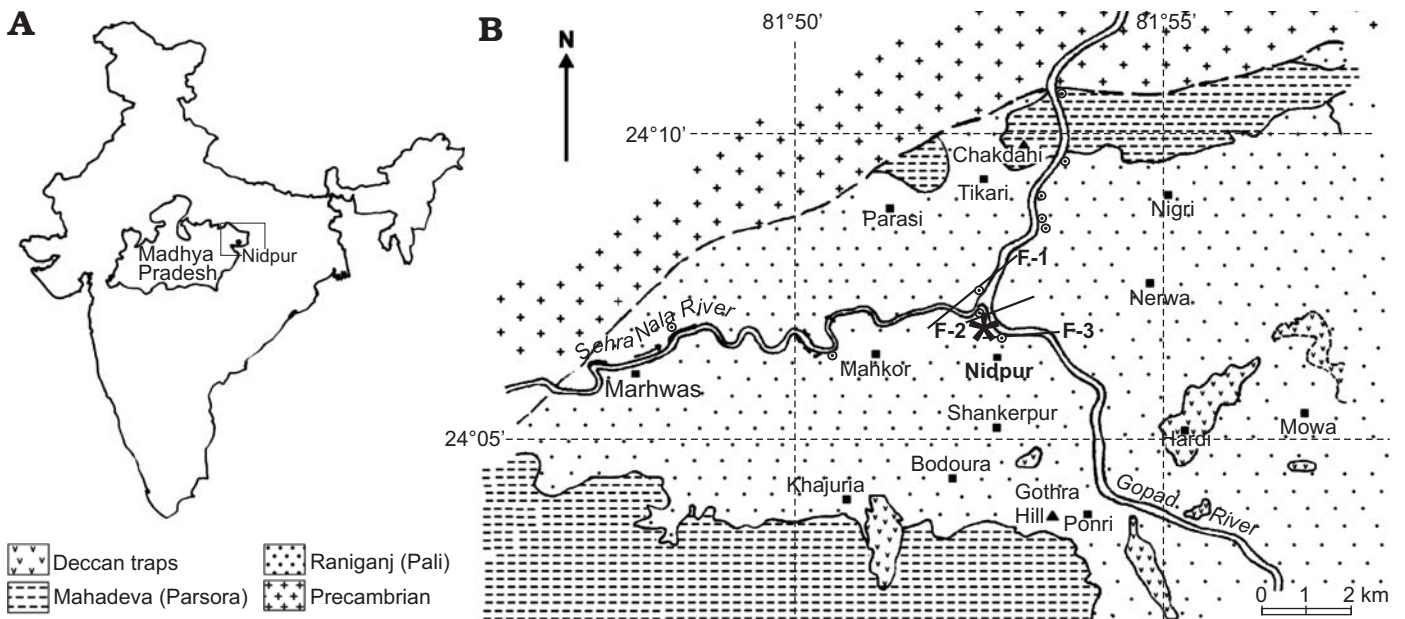 A
Madhya
Pradesh
Nidpur
Deccan traps
Mahadeva (Parsora)
Raniganj (Pali)
Precambrian
B
81°50’
81°55’
N
24°10’
Chakdahi
Tikari
Parasi
Nigri
F-1
Nerwa
Sehra Nala River
F-2
F-3
Mahkor
Nidpur
Marhwas
Shankerpur
Hardi
Mowa
24°05’
Bodoura
Khajuria
Gothra
Hill
Ponri
Gopad River
0 1 2 km